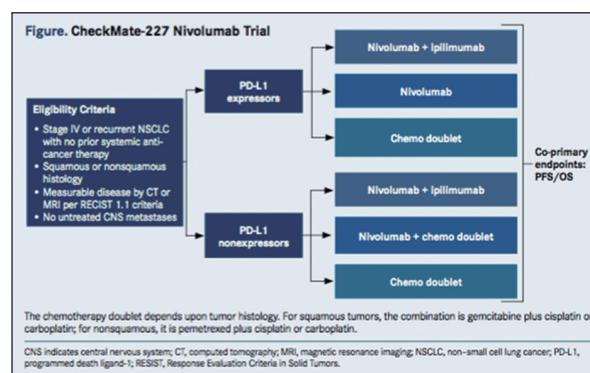 Figure. CheckMate-227 Nivolumab Trial
Eligibility Criteria
• Stage IV or recurrent NSCLC
with no prior systemic anti-
cancer therapy
• Squamous or nonsquamous
histology
• Measurable disease by CT or
MRI per RECIST 1.1 criteria
• No untreated CNS metastases
PD-L1
expressors
Nivolumab + ipilimumab
Nivolumab
Chemo doublet
PD-L1
nonexpressors
Nivolumab + ipilimumab
Nivolumab + chemo doublet
Chemo doublet
Co-primary
endpoints:
PFS/OS
The chemotherapy doublet depends upon tumor histology. For squamous tumors, the combination is gemcitabine plus cisplatin or
carboplatin; for nonsquamous, it is pemetrexed plus cisplatin or carboplatin.
CNS indicates central nervous system; CT, computed tomography; MRI, magnetic resonance imaging; NSCLC, non-small cell lung cancer; PD-L1,
programmed death ligand-1; RESIST, Response Evaluation Criteria in Solid Tumors.